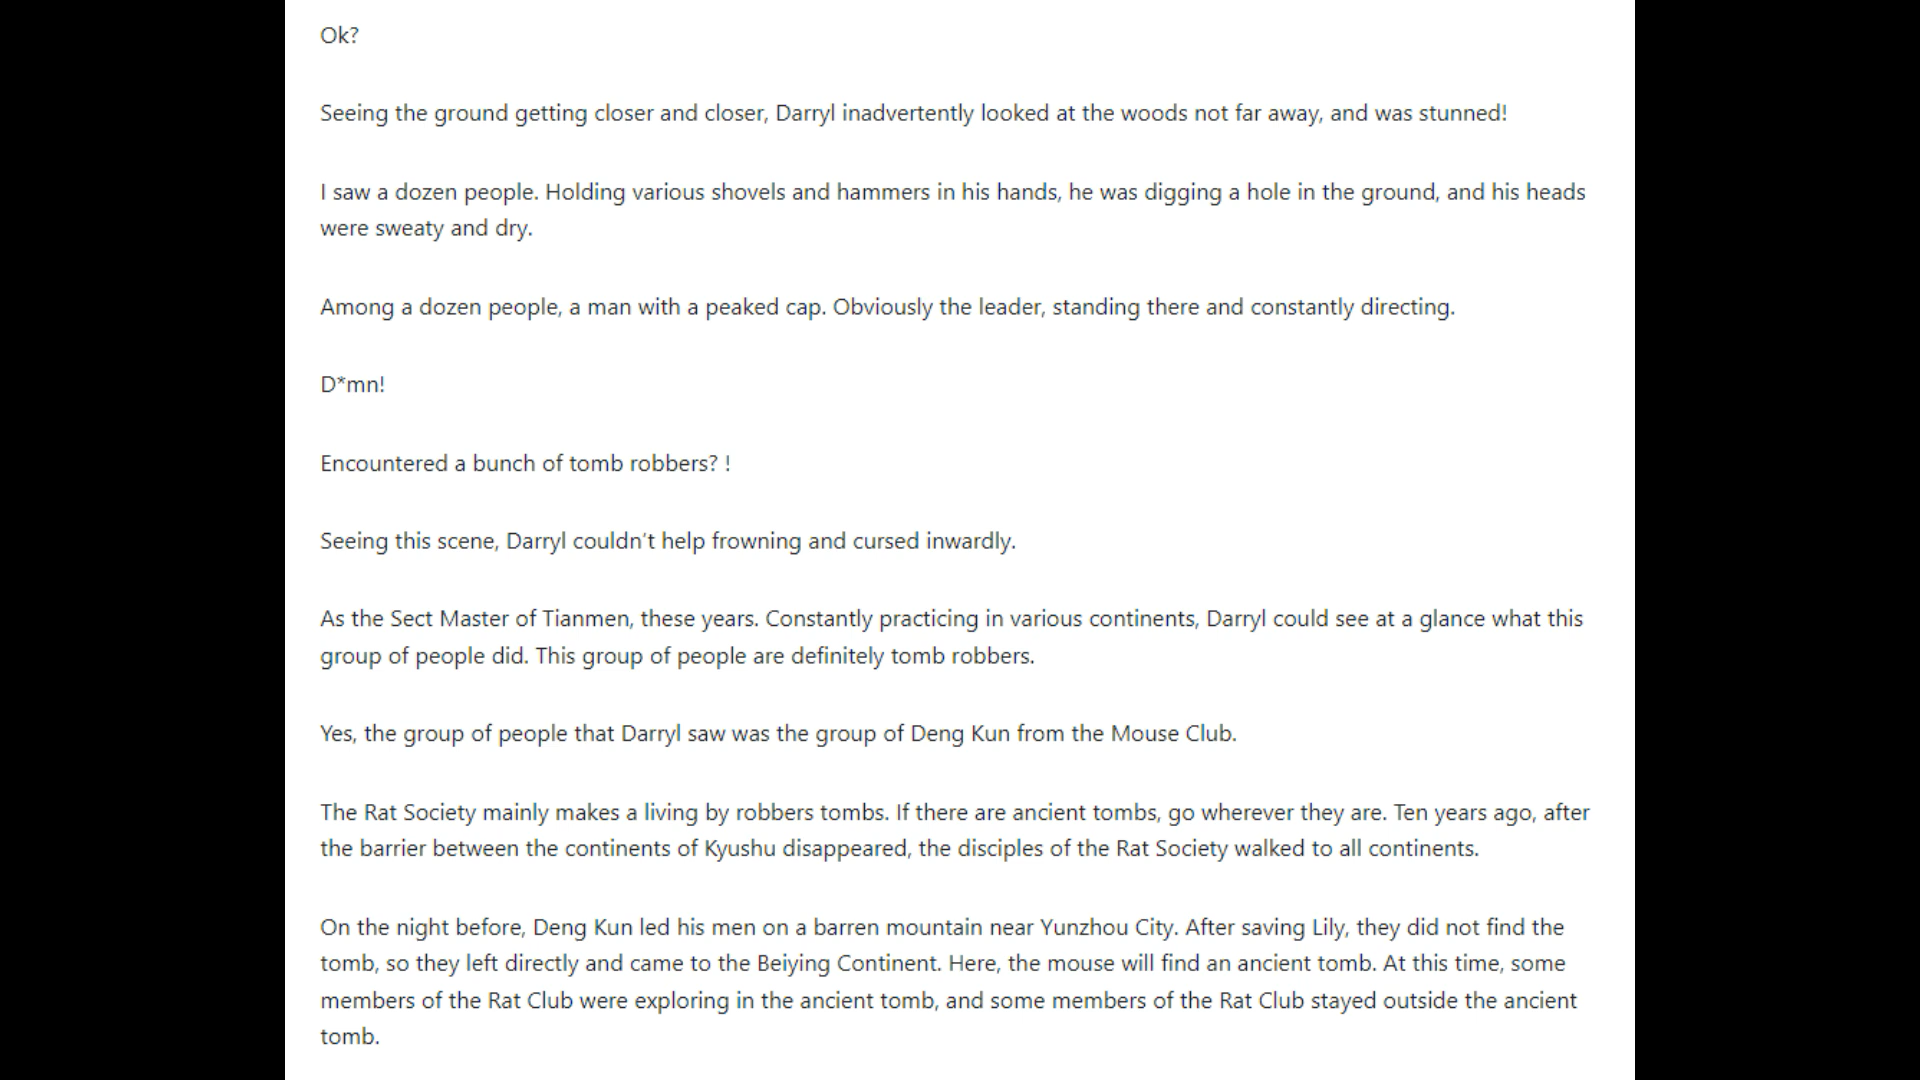 Ok?
Seeing the ground getting closer and closer, Darryl inadvertently looked at the woods not far away, and was stunned!
I saw a dozen people. Holding various shovels and hammers in his hands, he was digging a hole in the ground, and his heads
were sweaty and dry.
Among a dozen people, a man with a peaked cap. Obviously the leader, standing there and constantly directing.
D*mn!
Encountered a bunch of tomb robbers? !
Seeing this scene, Darryl couldn't help frowning and cursed inwardly.
As the Sect Master of Tianmen, these years. Constantly practicing in various continents, Darryl could see at a glance what this
group of people did. This group of people are definitely tomb robbers.
Yes, the group of people that Darryl saw was the group of Deng Kun from the Mouse Club.
The Rat Society mainly makes a living by robbers tombs. If there are ancient tombs, go wherever they are. Ten years ago, after
the barrier between the continents of Kyushu disappeared, the disciples of the Rat Society walked to all continents.
On the night before, Deng Kun led his men on a barren mountain near Yunzhou City. After saving Lily, they did not find the
tomb, so they left directly and came to the Beiying Continent. Here, the mouse will find an ancient tomb. At this time, some
members of the Rat Club were exploring in the ancient tomb, and some members of the Rat Club stayed outside the ancient
tomb.